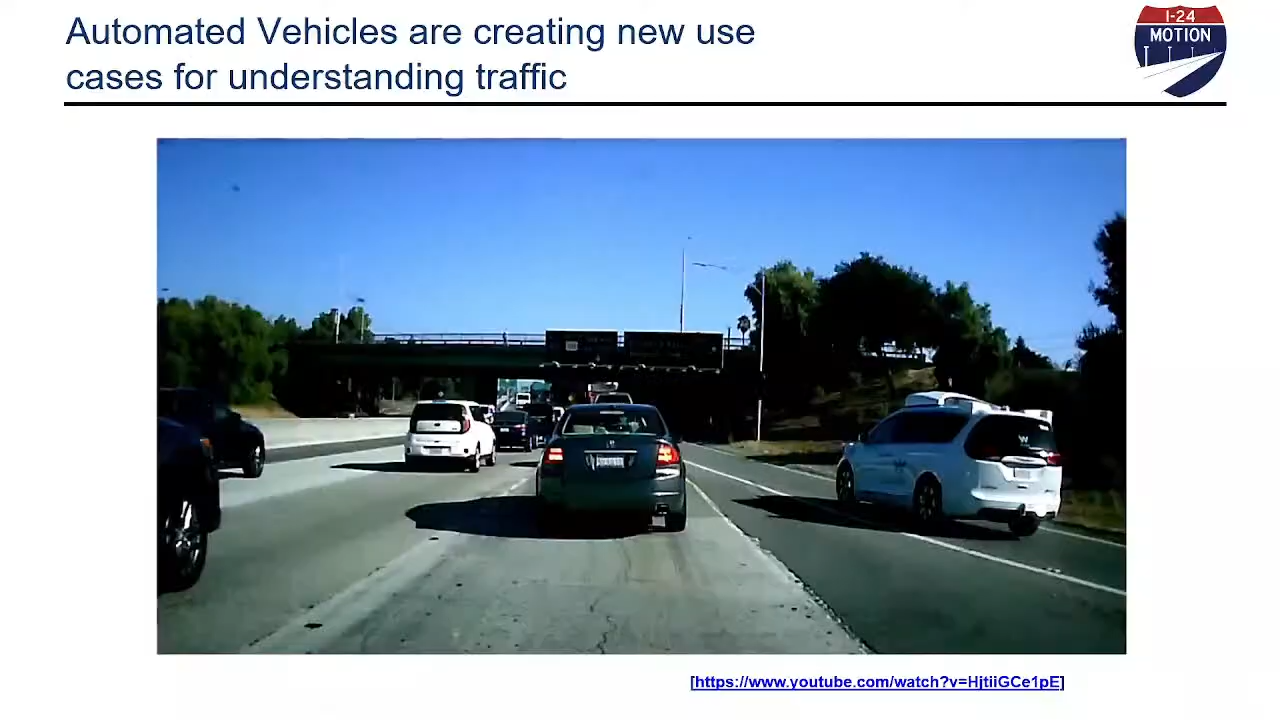 Automated Vehicles are creating new use
cases for understanding traffic
I-24
MOTION
W
[https://www.youtube.com/watch?v=HjtiiGCe1pE]